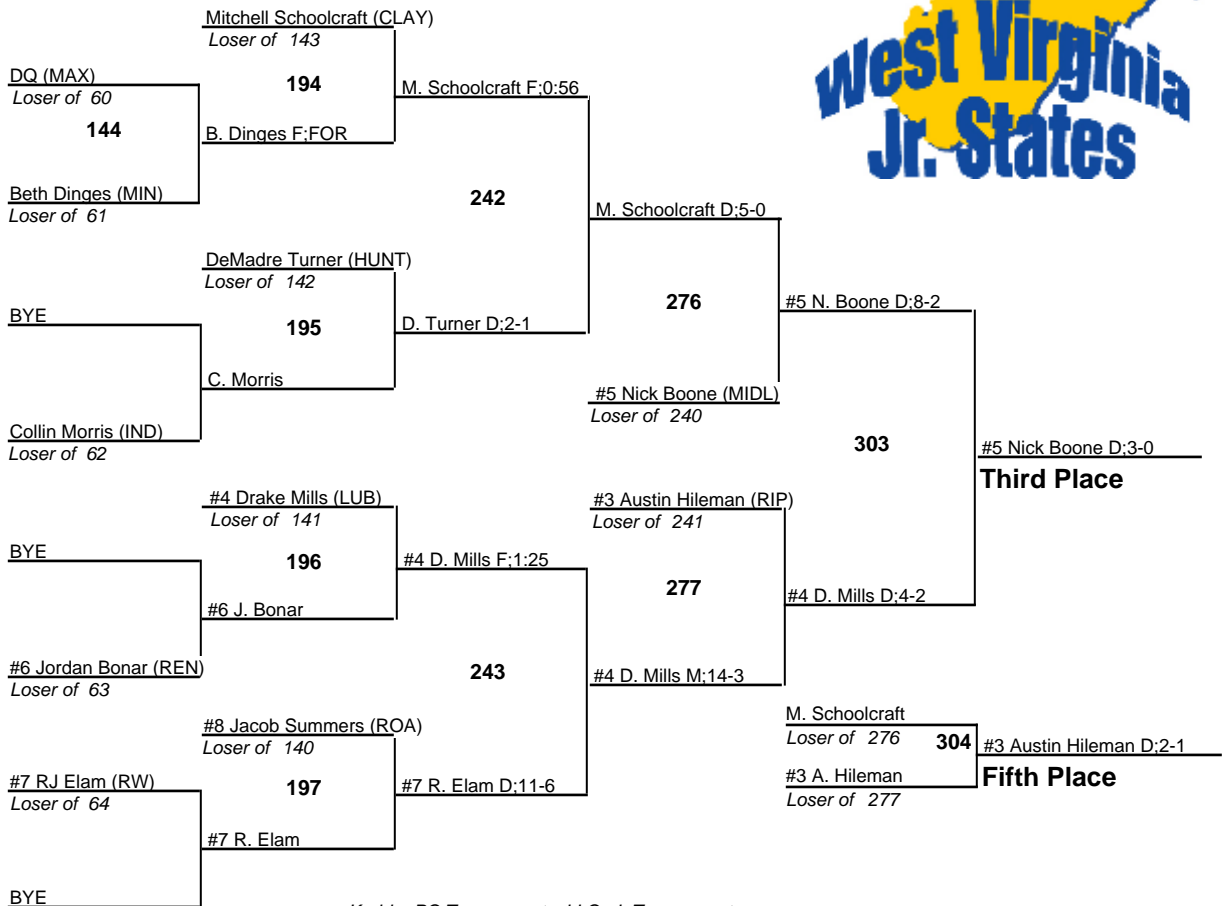 Mitchell Schoolcraft (CLAY)
Loser of 143
West Virginia
Jr. States
DQ (MAX)
Loser of 60
194
M. Schoolcraft F;0:56
144
B. Dinges F;FOR
Beth Dinges (MIN)
Loser of 61
242
M. Schoolcraft D;5-0
DeMadre Turner (HUNT)
Loser of 142
276
#5 N. Boone D;8-2
BYE
195
D. Turner D;2-1
C. Morris
#5 Nick Boone (MIDL)
Loser of 240
Collin Morris (IND)
Loser of 62
303
#5 Nick Boone D;3-0
Third Place
#4 Drake Mills (LUB)
Loser of 141
#3 Austin Hileman (RIP)
Loser of 241
BYE
196
#4 D. Mills F;1:25
277
#4 D. Mills D;4-2
#6 J. Bonar
#6 Jordan Bonar (REN)
Loser of 63
243
#4 D. Mills M;14-3
#8 Jacob Summers (ROA)
Loser of 140
M. Schoolcraft
Loser of 276
304
#3 Austin Hileman D;2-1
Fifth Place
#3 A. Hileman
Loser of 277
#7 RJ Elam (RW)
Loser of 64
197
#7 R. Elam D;11-6
#7 R. Elam
BYE